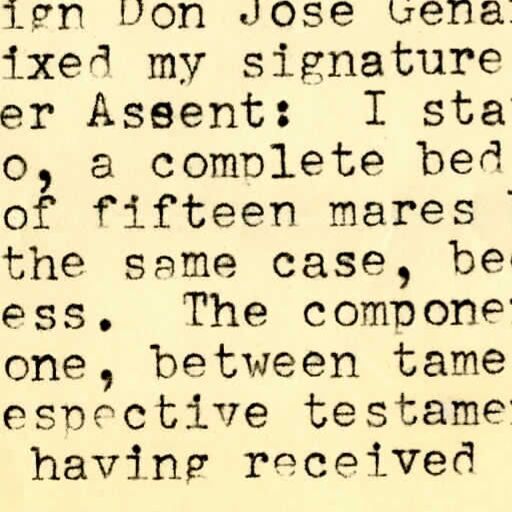 ign Don Jose Gena
ixed my signature
er Assent: I sta
o, a complete bed
of fifteen mares
the same case, be
ess. The compone
one, between tame
espective testame
having received